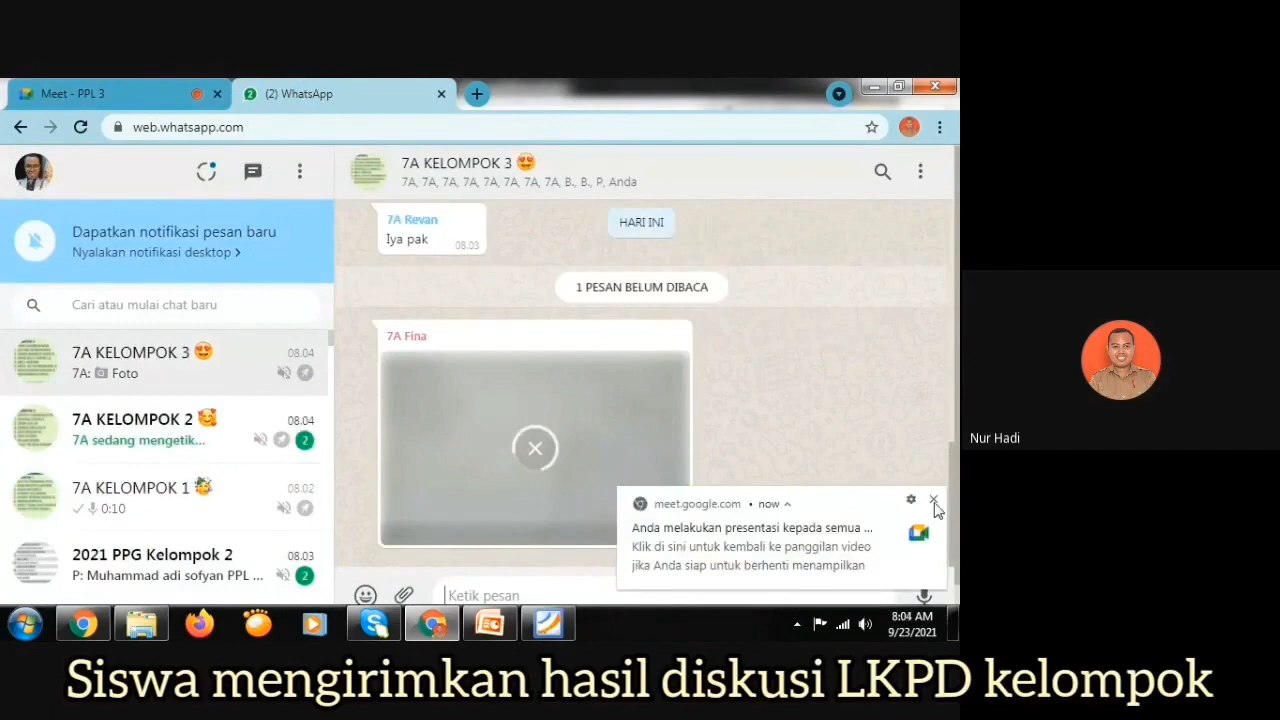 Meet - PPL 3
(2) WhatsApp
web.whatsapp.com
7A KELOMPOK 3
7A, 7A, 7A, 7A, 7A, 7A, 7A, 7A, B., B., P, Anda
Dapatkan notifikasi pesan baru
Nyalakan notifikasi desktop
Cari atau mulai chat baru
7A KELOMPOK 3 08.04
7A: Foto
7A KELOMPOK 2 08.04
7A sedang mengetik... 2
7A KELOMPOK 1 08.02
0:10
2021 PPG Kelompok 2 08.03
P: Muhammad adi sofyan PPL ... 2
HARI INI
7A Revan
Iya pak 08.03
1 PESAN BELUM DIBACA
7A Fina
meet.google.com • now
Anda melakukan presentasi kepada semua ...
Klik di sini untuk kembali ke panggilan video
jika Anda siap untuk berhenti menampilkan
Ketik pesan
8:04 AM
9/23/2021
Nur Hadi
Siswa mengirimkan hasil diskusi LKPD kelompok